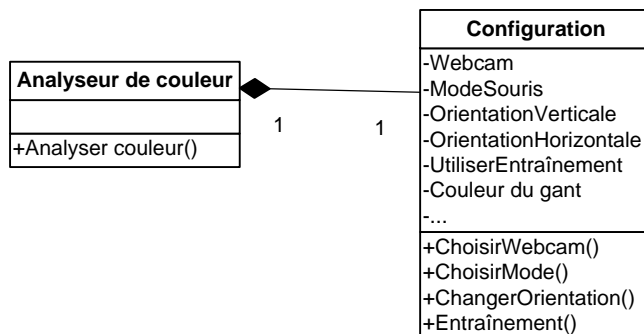 Analyseur de couleur
+Analyser couleur()
1
1
Configuration
-Webcam
-ModeSouris
-OrientationVerticale
-OrientationHorizontale
-UtiliserEntraînement
-Couleur du gant
-...
+ChoisirWebcam()
+ChoisirMode()
+ChangerOrientation()
+Entraînement()